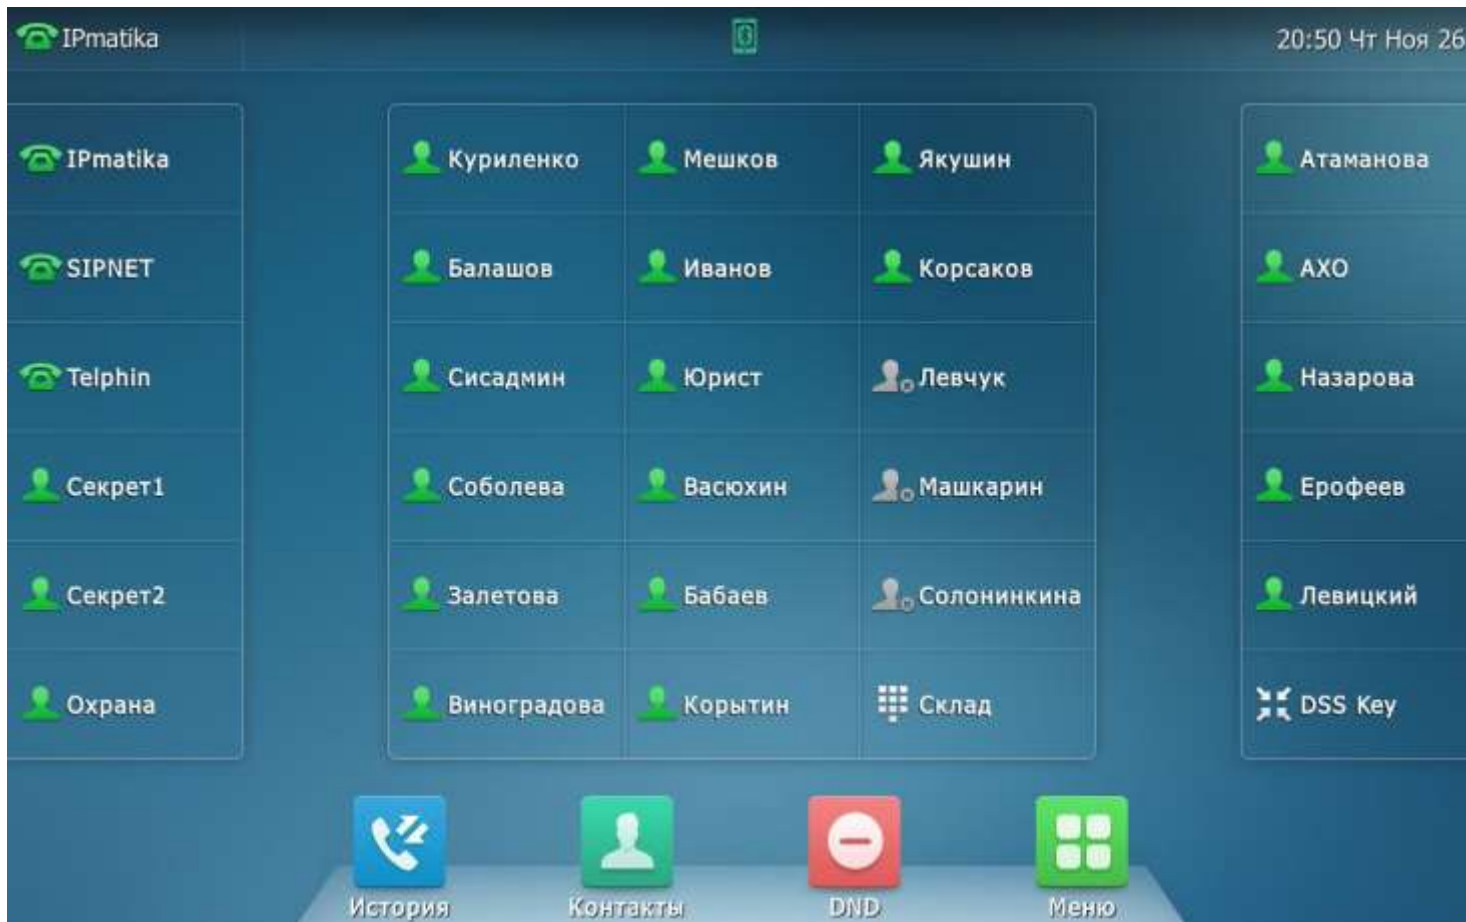 IPmatika
20:50 Чт Ноя 26
IPmatika
SIPNET
Telphin
Секрет1
Секрет2
Охрана
Куриленко
Мешков
Якушин
Балашов
Иванов
Корсаков
Сисадмин
Юрист
Левчук
Соболева
Васюхин
Машкарин
Залетова
Бабаев
Солонинкина
Виноградова
Корытин
Склад
Атаманова
АХО
Назарова
Ерофеев
Левицкий
DSS Key
История
Контакты
DND
Меню